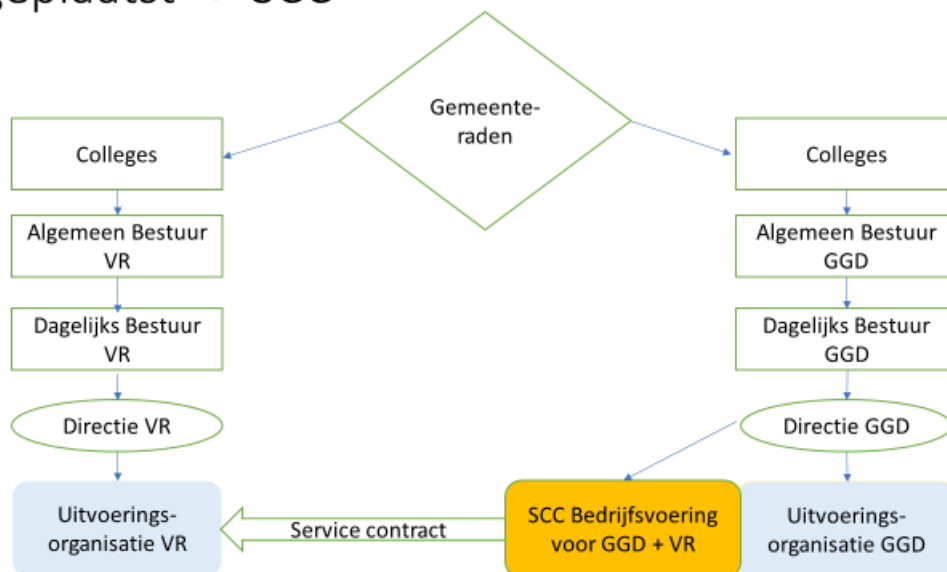 Gemeente-
raden
Colleges
Colleges
Algemeen Bestuur
VR
Algemeen Bestuur
GGD
Dagelijks Bestuur
VR
Dagelijks Bestuur
GGD
Directie VR
Directie GGD
Uitvoerings-
organisatie VR
Service contract
SCC Bedrijfsvoering
voor GGD + VR
Uitvoerings-
organisatie GGD